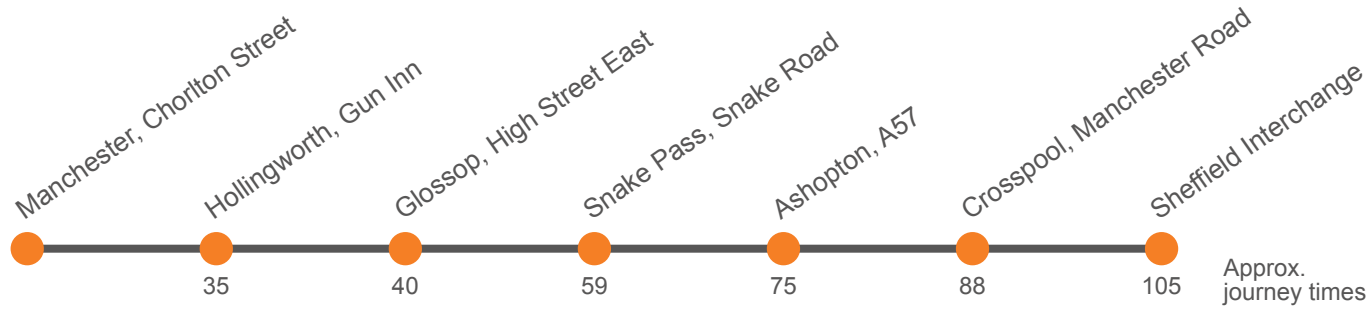 Manchester, Chorlton Street
Hollingworth, Gun Inn
Glossop, High Street East
Snake Pass, Snake Road
Ashopton, A57
Crosspool, Manchester Road
Sheffield Interchange
35
40
59
75
88
105
Approx.
journey times